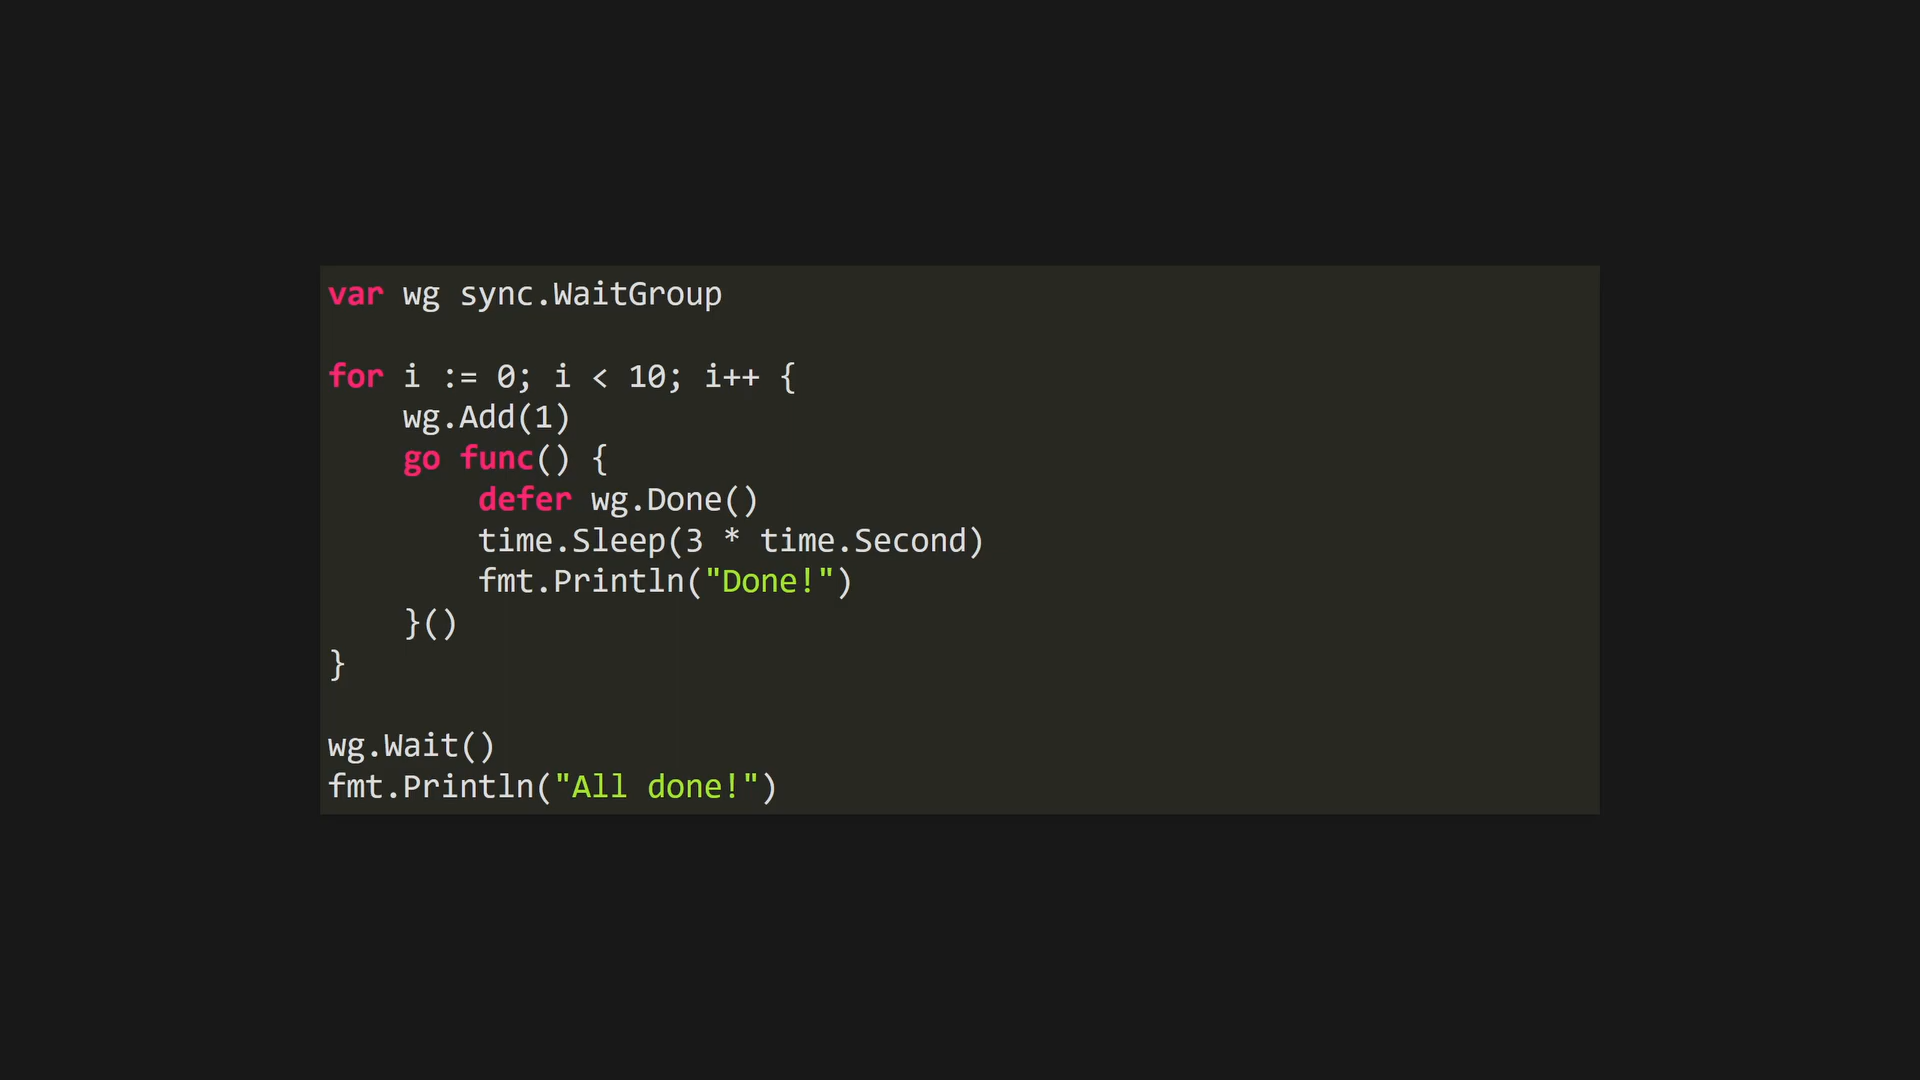 var wg sync.WaitGroup
for i := 0; i < 10; i++ {
    wg.Add(1)
    go func() {
        defer wg.Done()
        time.Sleep(3 * time.Second)
        fmt.Println("Done!")
    }()
}
wg.Wait()
fmt.Println("All done!")